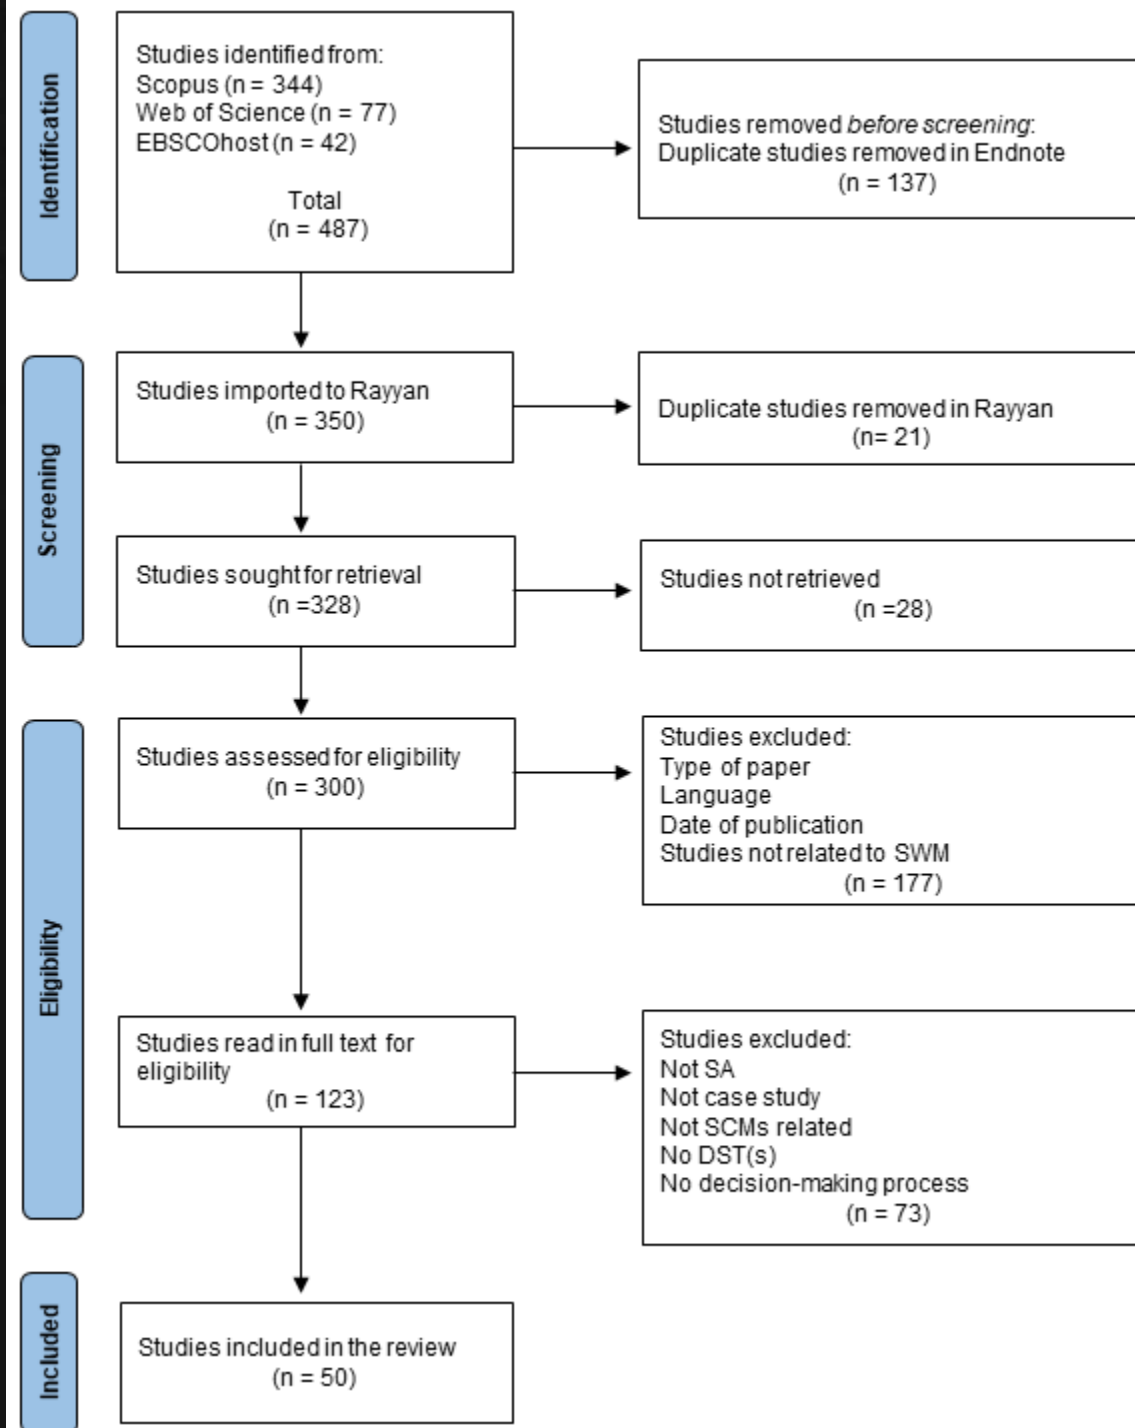 Identification
Studies identified from:
Scopus (n = 344)
Web of Science (n = 77)
EBSCOhost (n = 42)
Total
(n = 487)
Studies removed before screening:
Duplicate studies removed in Endnote
(n = 137)
Screening
Studies imported to Rayyan
(n = 350)
Duplicate studies removed in Rayyan
(n= 21)
Studies sought for retrieval
(n =328)
Studies not retrieved
(n =28)
Eligibility
Studies assessed for eligibility
(n = 300)
Studies excluded:
Type of paper
Language
Date of publication
Studies not related to SWM
(n = 177)
Studies read in full text for
eligibility
(n = 123)
Studies excluded:
Not SA
Not case study
Not SCMs related
No DST(s)
No decision-making process
(n = 73)
Included
Studies included in the review
(n = 50)